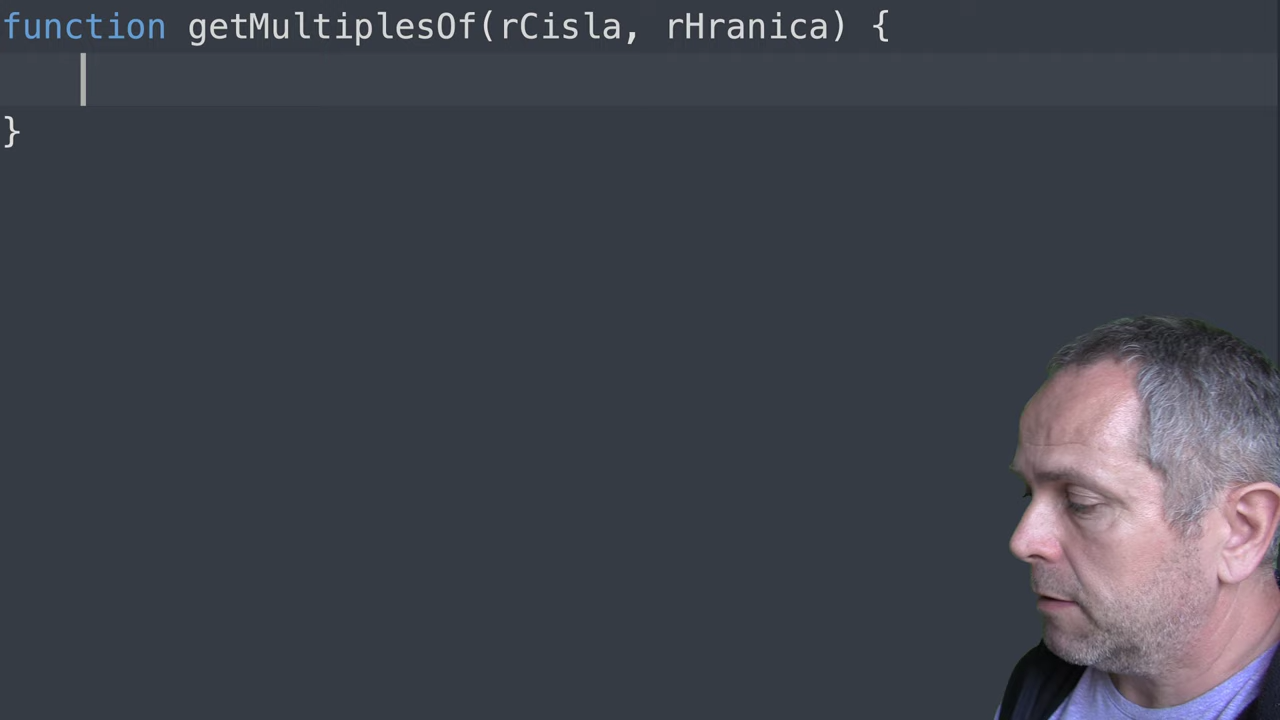 function getMultiplesOf(rCisla, rHranica) {
}